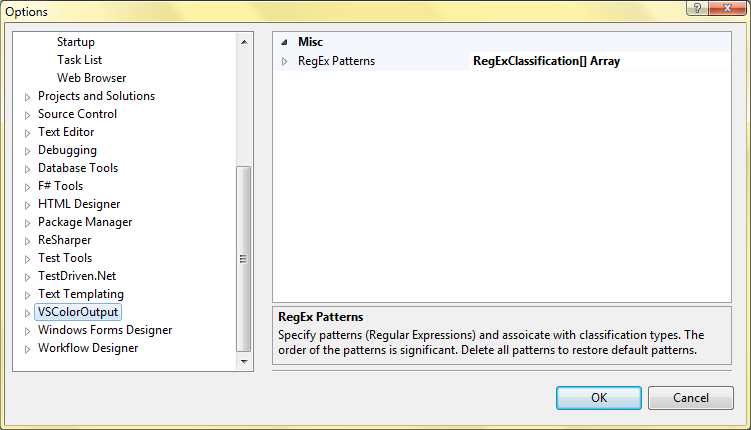 Options
Startup
Task List
Web Browser
Projects and Solutions
Source Control
Text Editor
Debugging
Database Tools
F# Tools
HTML Designer
Package Manager
ReSharper
Test Tools
TestDriven.Net
Text Templating
VSColorOutput
Windows Forms Designer
Workflow Designer
Misc
RegEx Patterns RegExClassification[] Array
RegEx Patterns
Specify patterns (Regular Expressions) and assoicate with classification types. The
order of the patterns is significant. Delete all patterns to restore default patterns.
OK Cancel